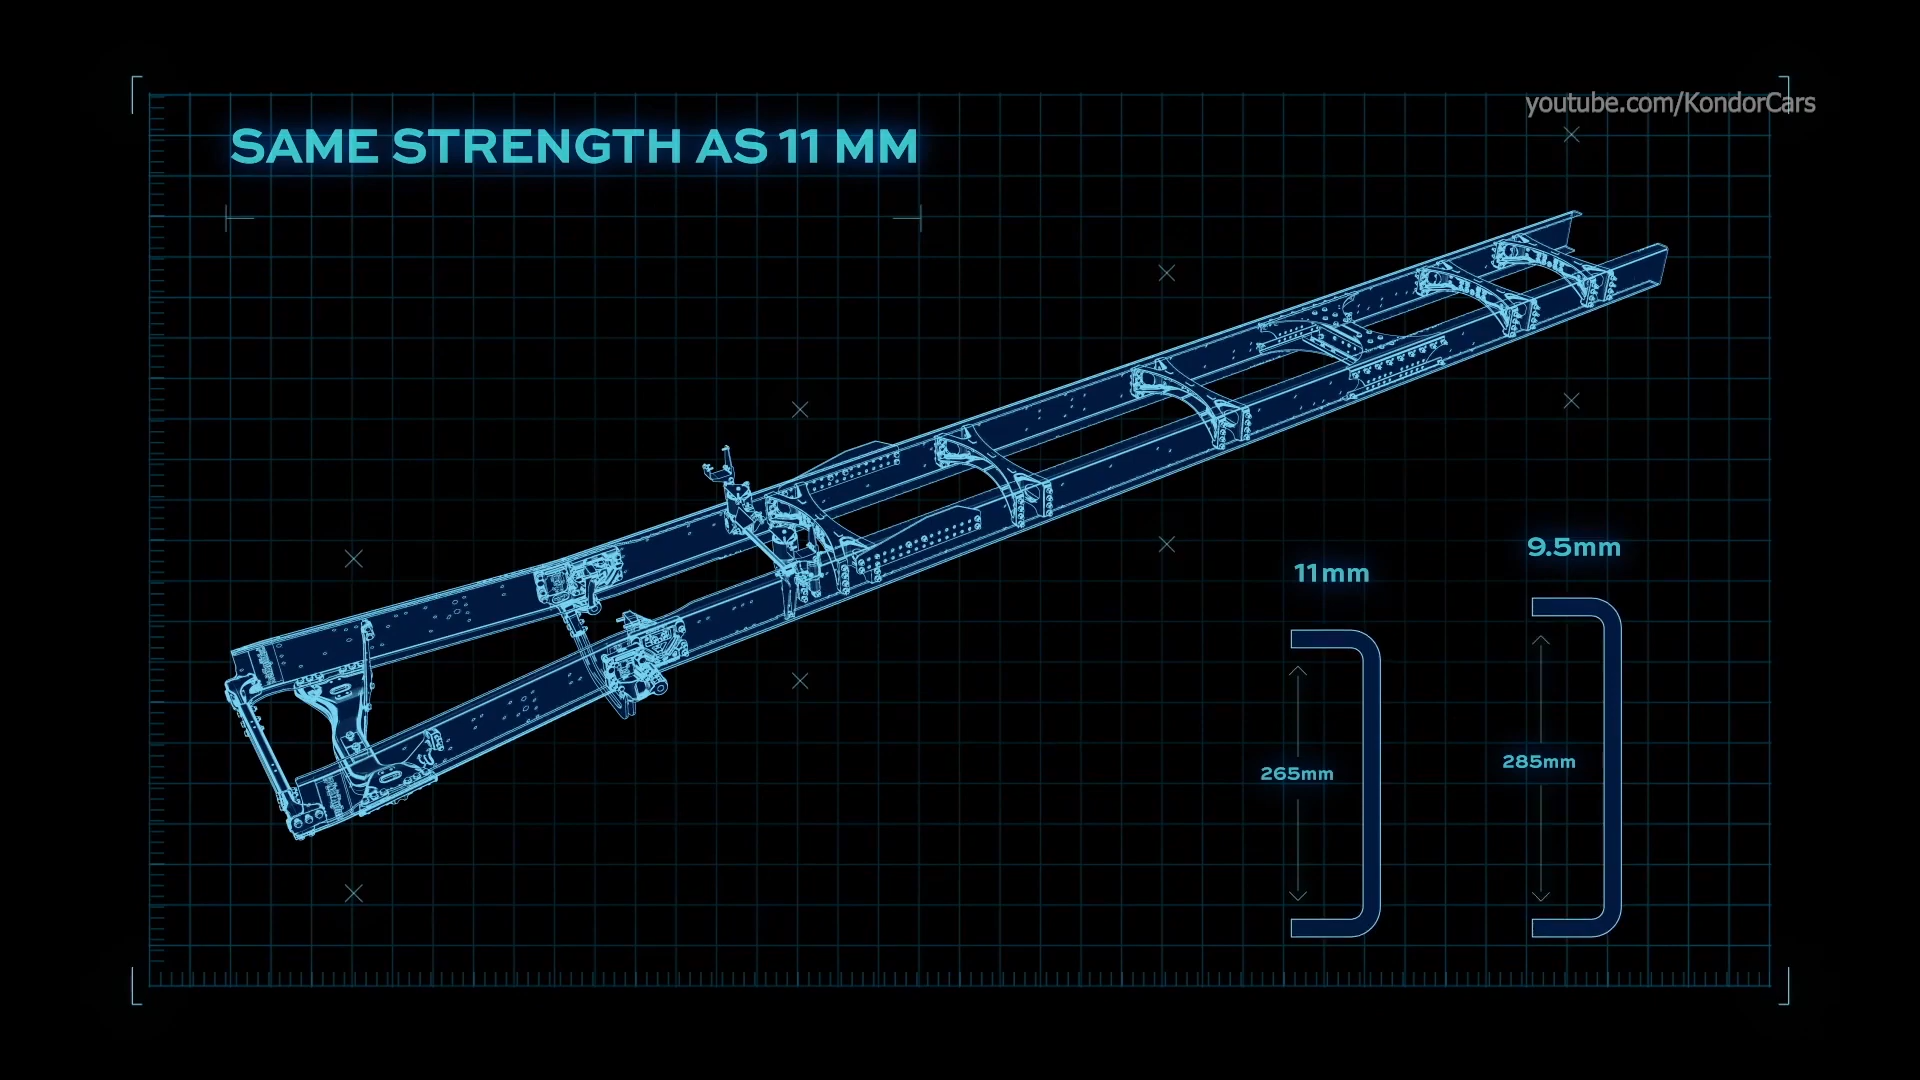 youtube.com/KondorCars
SAME STRENGTH AS 11 MM
9.5mm
11mm
285mm
265mm